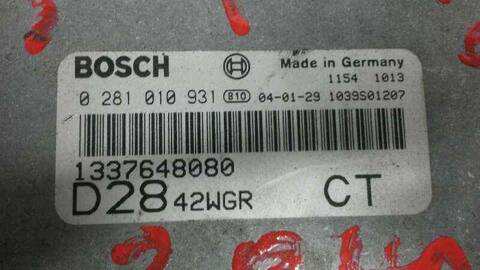 BOSCH Made in Germany
1154 1013
0 281 010 931 810 04-01-29 1039S01207
1337648080
D28 42WGR CT